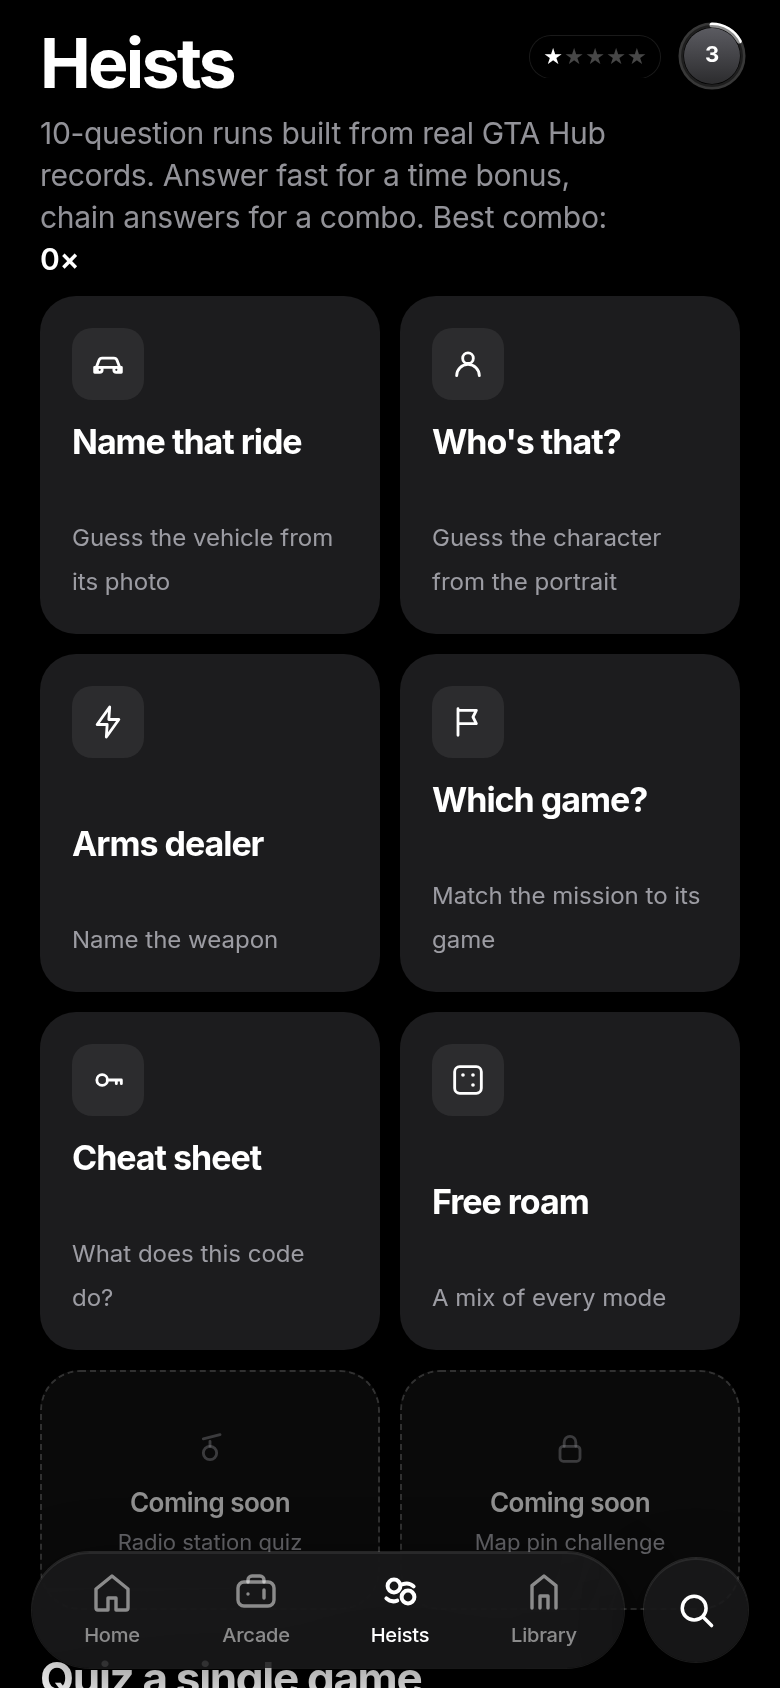 Heists
★★★★★
3
10-question runs built from real GTA Hub
records. Answer fast for a time bonus,
chain answers for a combo. Best combo:
0×
Name that ride
Guess the vehicle from
its photo
Who's that?
Guess the character
from the portrait
Arms dealer
Name the weapon
Which game?
Match the mission to its
game
Cheat sheet
What does this code
do?
Free roam
A mix of every mode
Coming soon
Radio station quiz
Coming soon
Map pin challenge
Home
Arcade
Heists
Library
Quiz a single game